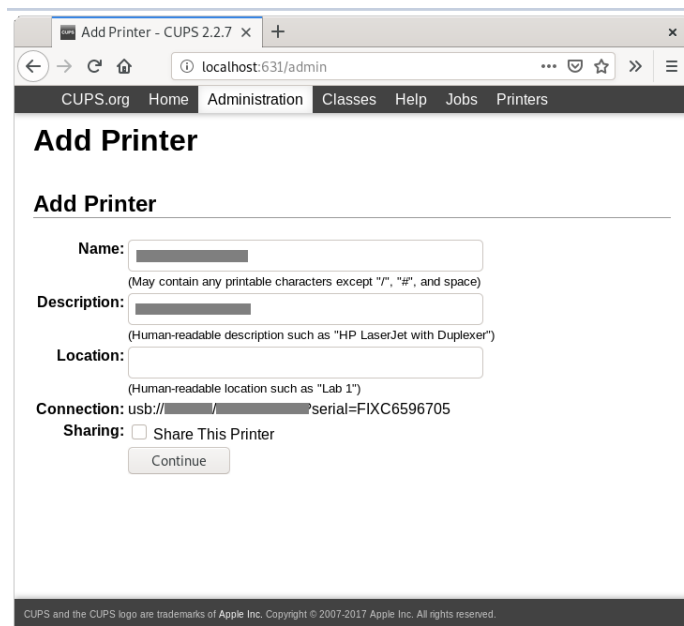 CUPS Add Printer - CUPS 2.2.7
localhost:631/admin
CUPS.org Home Administration Classes Help Jobs Printers
Add Printer
Add Printer
Name:
(May contain any printable characters except "/", "#", and space)
Description:
(Human-readable description such as "HP LaserJet with Duplexer")
Location:
(Human-readable location such as "Lab 1")
Connection: usb:// / ?serial=FIXC6596705
Sharing: Share This Printer
Continue
CUPS and the CUPS logo are trademarks of Apple Inc. Copyright © 2007-2017 Apple Inc. All rights reserved.